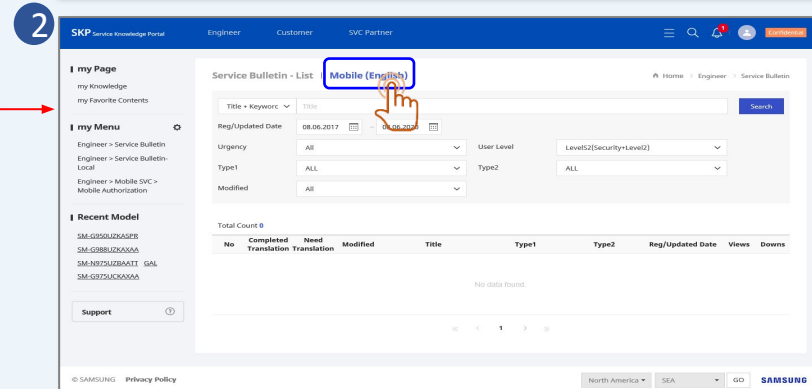 2
SKP Service Knowledge Portal Engineer Customer SVC Partner 1 Confidential
my Page
my Knowledge
my Favorite Contents
my Menu
Engineer > Service Bulletin
Engineer > Service Bulletin-
Local
Engineer > Mobile SVC >
Mobile Authorization
Recent Model
SM-G950UZKASPR
SM-G988UZKAXAA
SM-N975UZBAATT GAL
SM-G975UCKAXAA
Support
Service Bulletin - List | Mobile (English) Home > Engineer > Service Bulletin
Title + Keyworc Title Search
Reg/Updated Date 08.06.2017 - 08.06.2020
Urgency All User Level LevelS2(Security+Level2)
Type1 ALL Type2 ALL
Modified All
Total Count 0
No Completed Translation Need Translation Modified Title Type1 Type2 Reg/Updated Date Views Downs
No data found.
1
© SAMSUNG Privacy Policy North America SEA GO SAMSUNG